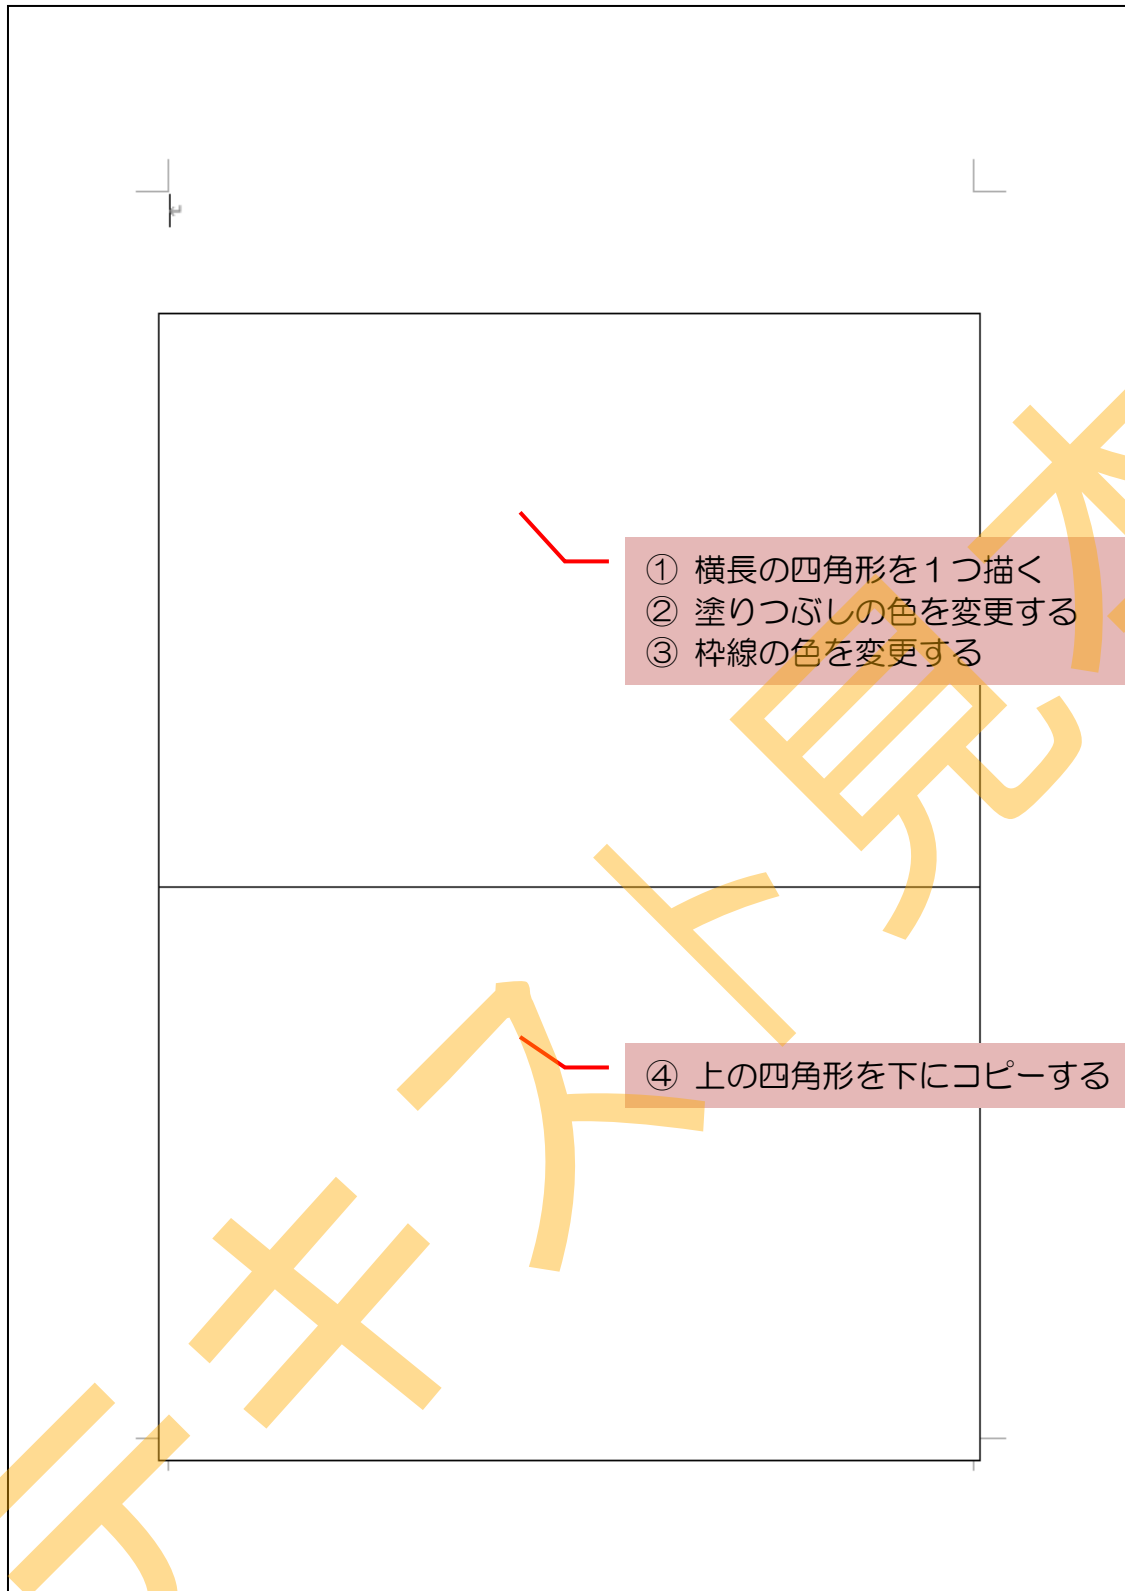 ① 横長の四角形を１つ描く
② 塗りつぶしの色を変更する
③ 枠線の色を変更する
④ 上の四角形を下にコピーする
テキスト見本